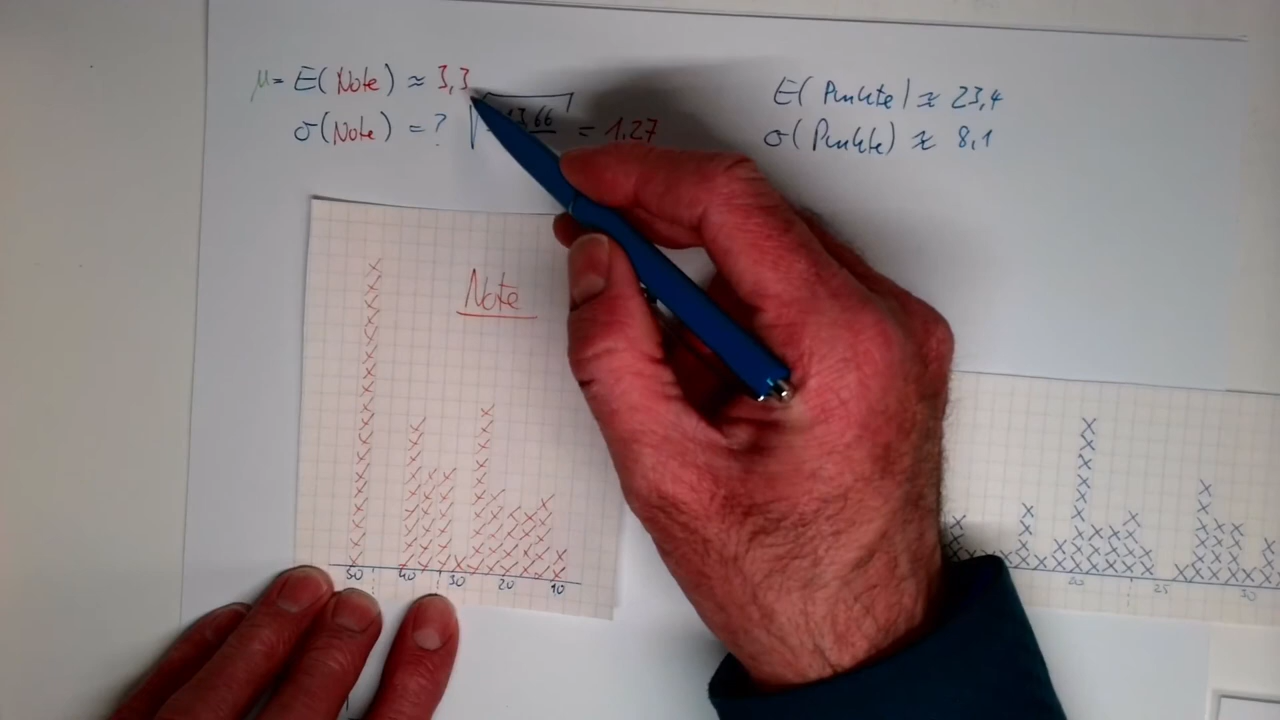 μ = E(Note) ≈ 3,3
σ(Note) = ? = 1.27
E(Punkte) ≈ 23,4
σ(Punkte) ≈ 8,1
Note
50 40 30 20 10
20 25 30